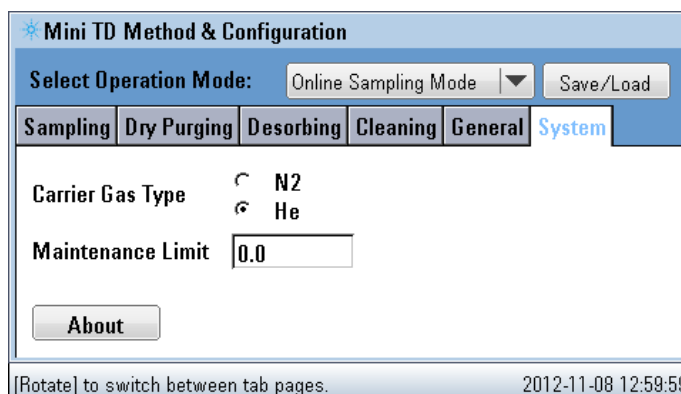 Mini TD Method & Configuration
Select Operation Mode: Online Sampling Mode Save/Load
Sampling Dry Purging Desorbing Cleaning General System
Carrier Gas Type N2
He
Maintenance Limit 0.0
About
[Rotate] to switch between tab pages. 2012-11-08 12:59:59